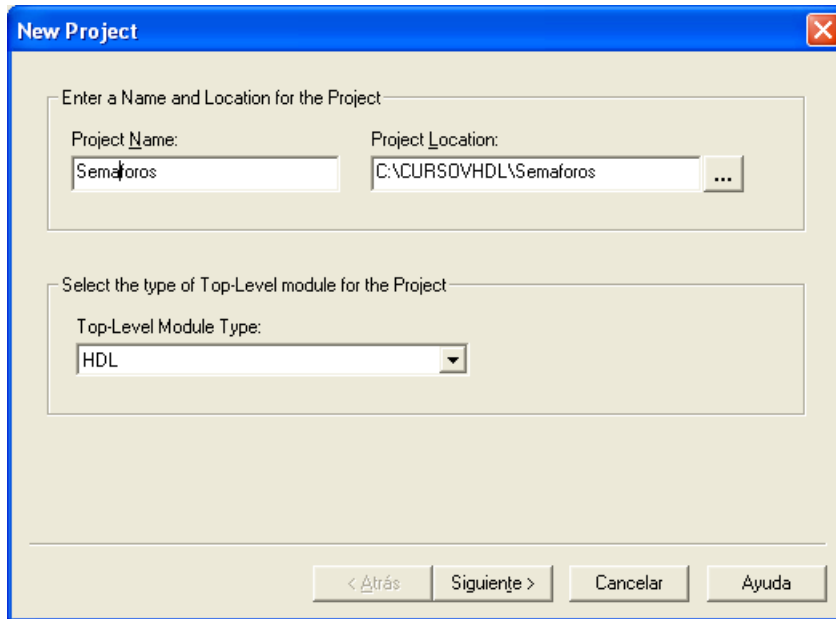 New Project
Enter a Name and Location for the Project
Project Name:
Project Location:
Semaforos
C:\CURSOVHDL\Semaforos
...
Select the type of Top-Level module for the Project
Top-Level Module Type:
HDL
< Atrás
Siguiente >
Cancelar
Ayuda